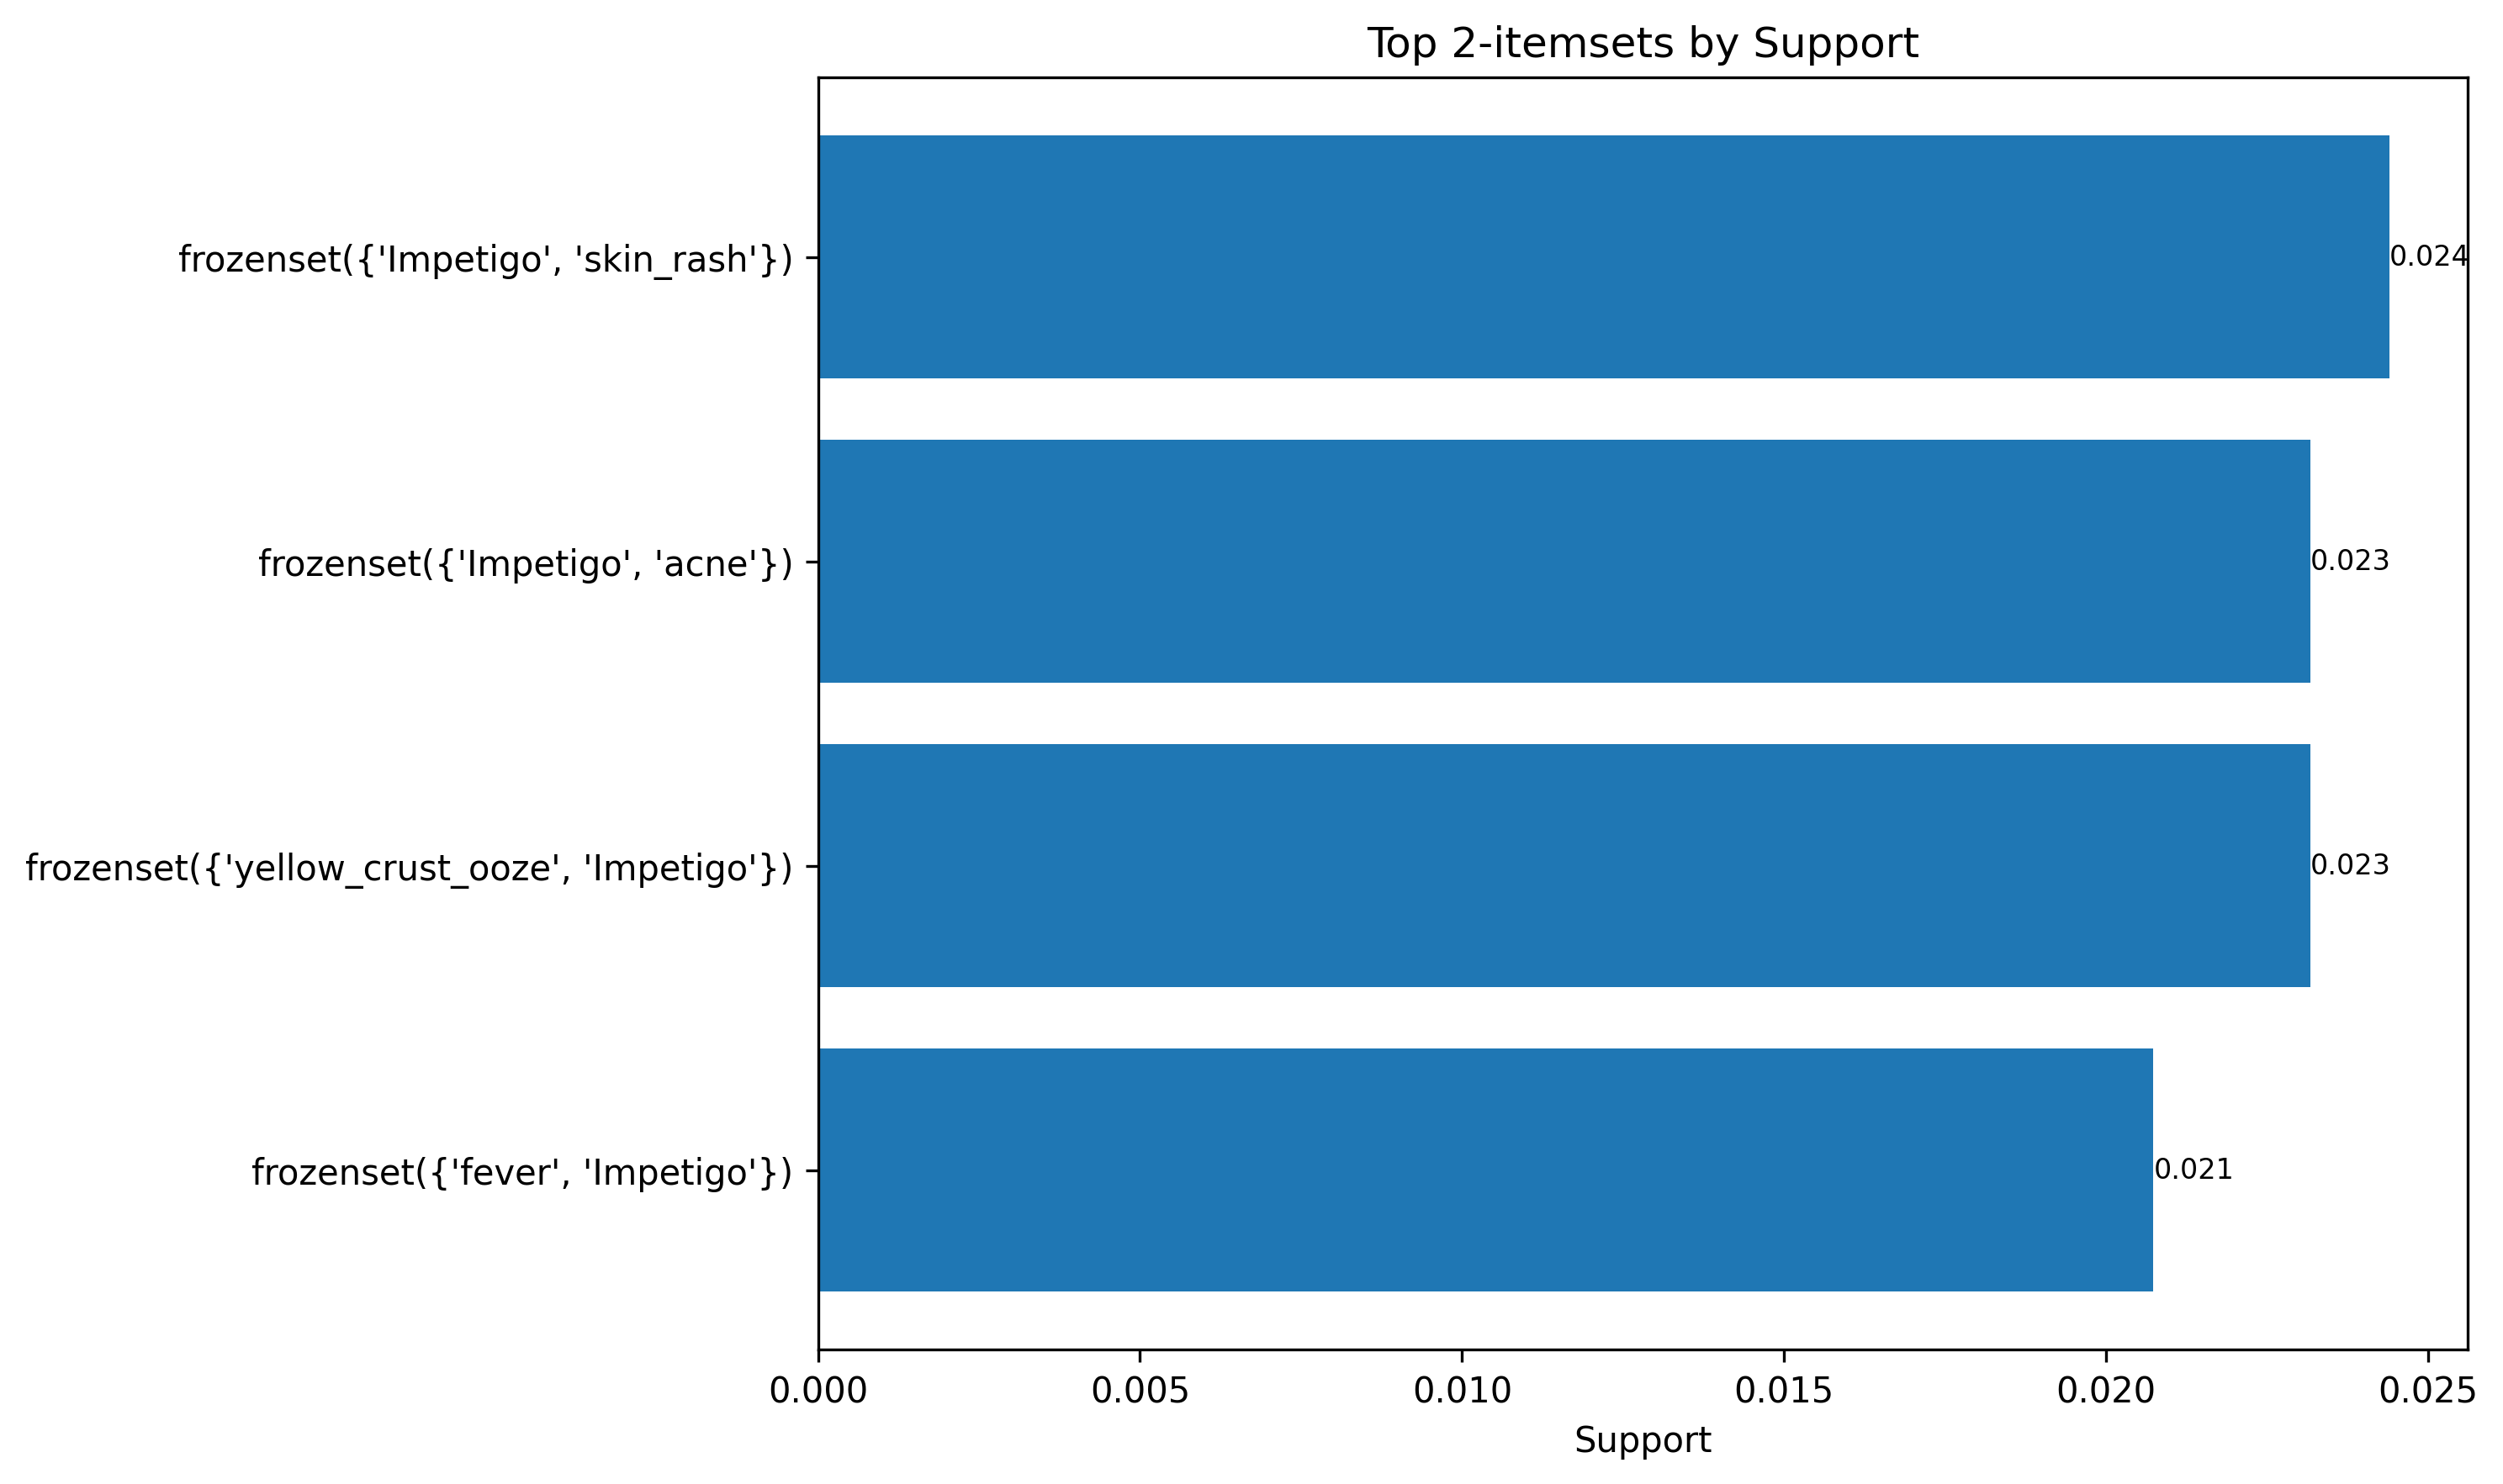 Top 2-itemsets by Support
frozenset({'Impetigo', 'skin_rash'})
0.024
frozenset({'Impetigo', 'acne'})
0.023
frozenset({'yellow_crust_ooze', 'Impetigo'})
0.023
frozenset({'fever', 'Impetigo'})
0.021
0.000 0.005 0.010 0.015 0.020 0.025
Support